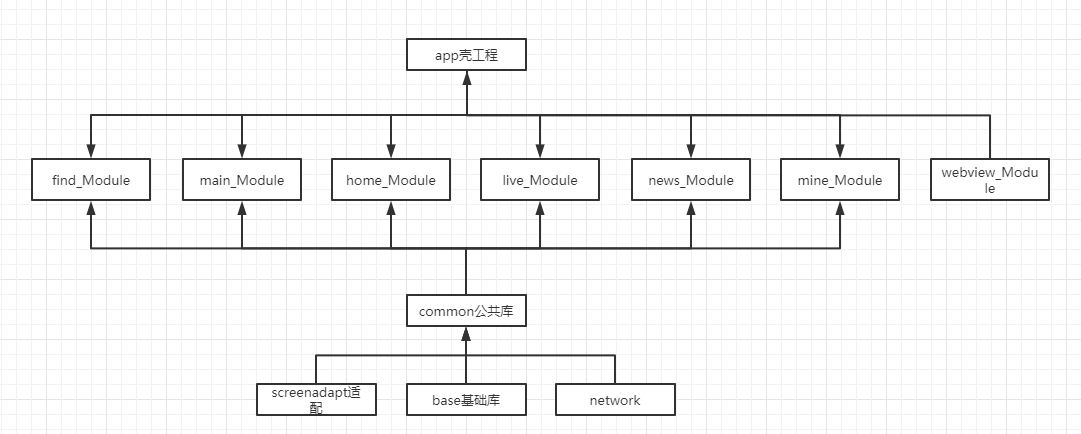 app壳工程
find_Module
main_Module
home_Module
live_Module
news_Module
mine_Module
webview_Modu
le
common公共库
screenadapt适
配
base基础库
network